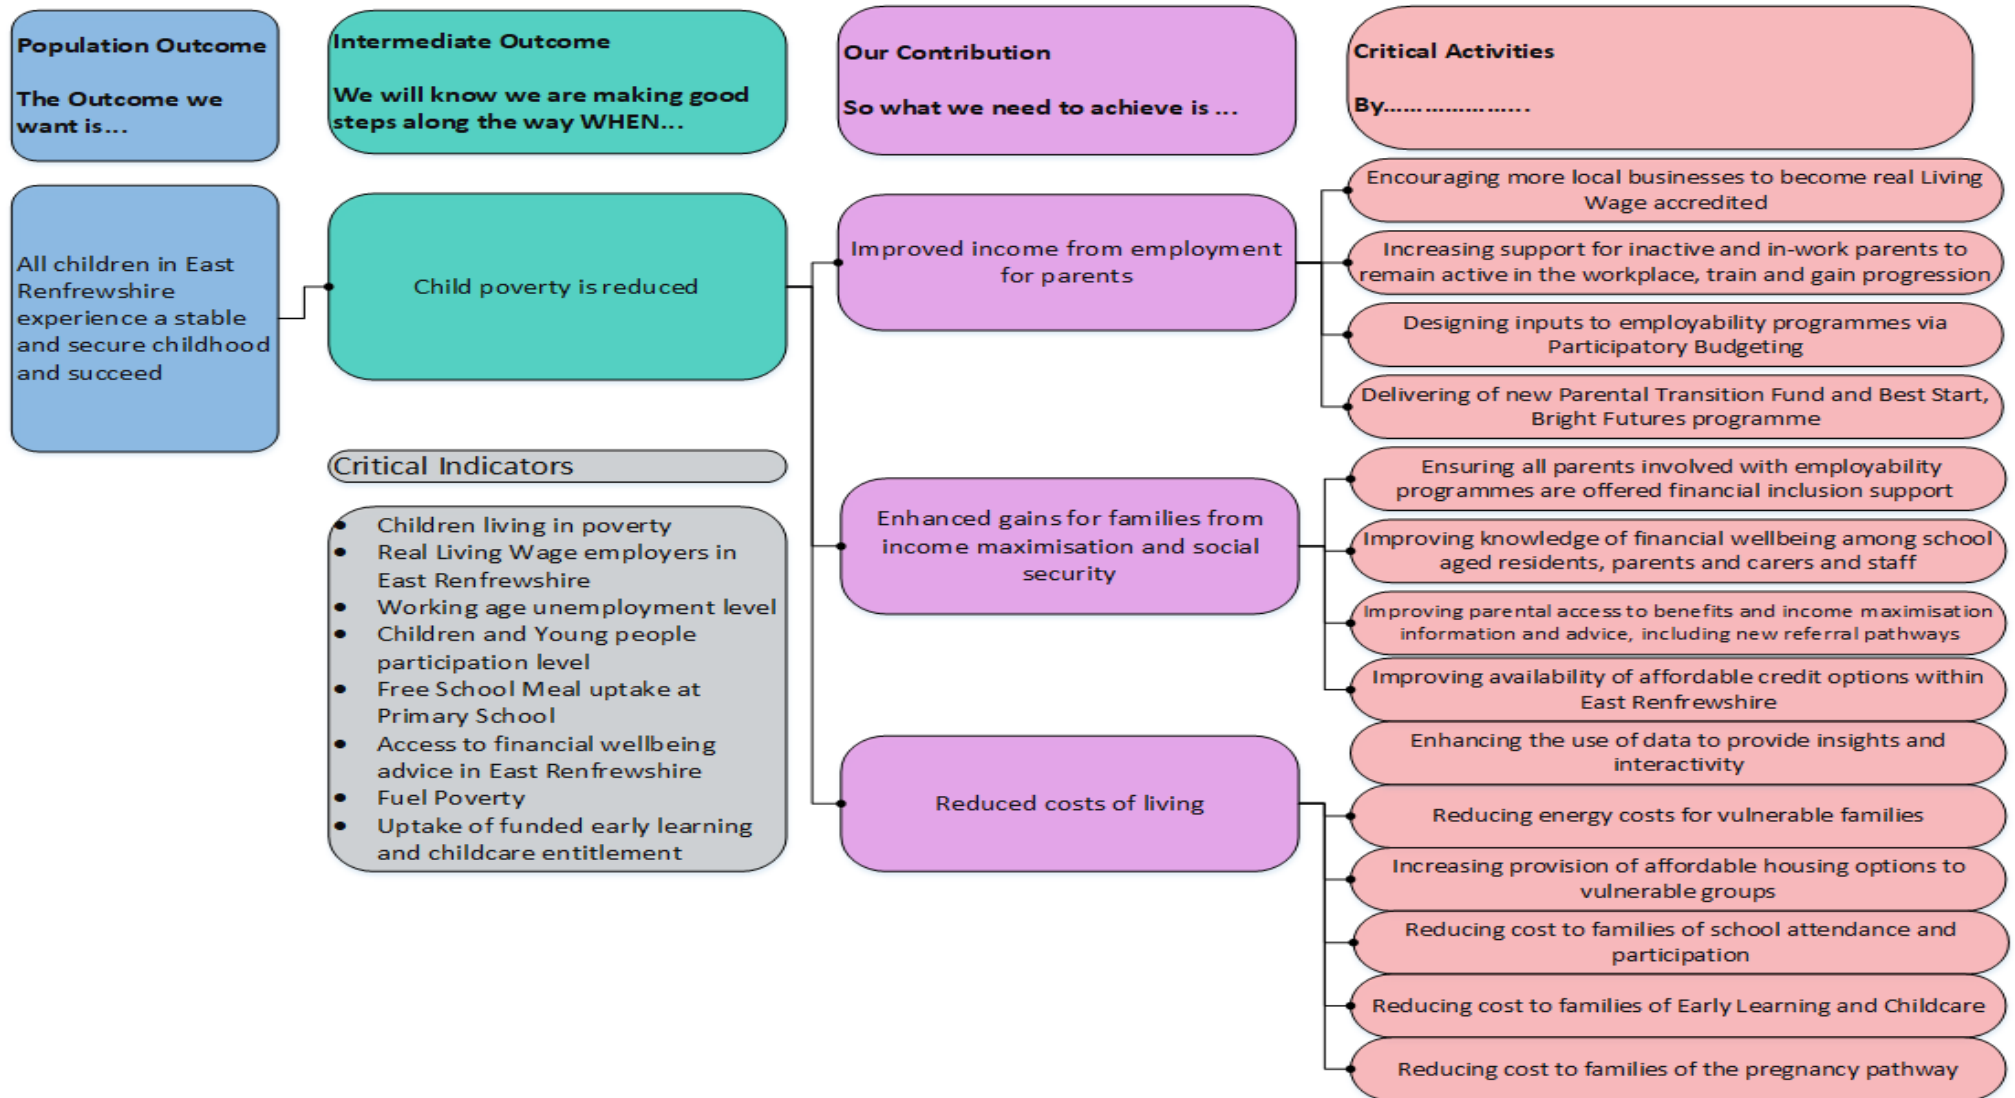 Population Outcome
The Outcome we
want is...
Intermediate Outcome
We will know we are making good
steps along the way WHEN...
Our Contribution
So what we need to achieve is ...
Critical Activities
By....................
All children in East
Renfrewshire
experience a stable
and secure childhood
and succeed
Child poverty is reduced
Critical Indicators
• Children living in poverty
• Real Living Wage employers in
East Renfrewshire
• Working age unemployment level
• Children and Young people
participation level
• Free School Meal uptake at
Primary School
• Access to financial wellbeing
advice in East Renfrewshire
• Fuel Poverty
• Uptake of funded early learning
and childcare entitlement
Improved income from employment
for parents
Enhanced gains for families from
income maximisation and social
security
Reduced costs of living
Encouraging more local businesses to become real Living
Wage accredited
Increasing support for inactive and in-work parents to
remain active in the workplace, train and gain progression
Designing inputs to employability programmes via
Participatory Budgeting
Delivering of new Parental Transition Fund and Best Start,
Bright Futures programme
Ensuring all parents involved with employability
programmes are offered financial inclusion support
Improving knowledge of financial wellbeing among school
aged residents, parents and carers and staff
Improving parental access to benefits and income maximisation
information and advice, including new referral pathways
Improving availability of affordable credit options within
East Renfrewshire
Enhancing the use of data to provide insights and
interactivity
Reducing energy costs for vulnerable families
Increasing provision of affordable housing options to
vulnerable groups
Reducing cost to families of school attendance and
participation
Reducing cost to families of Early Learning and Childcare
Reducing cost to families of the pregnancy pathway